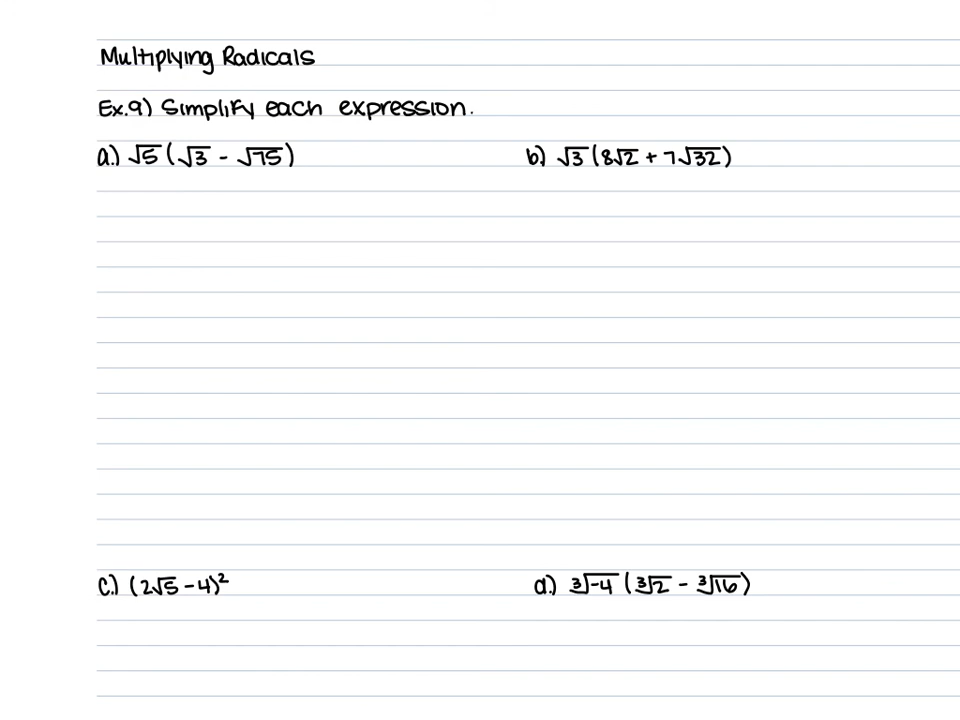 Multiplying Radicals
Ex.9) Simplify each expression.
a.) √5 (√3 - √75)
b.) √3 (8√2 + 7√32)
c.) (2√5 - 4)²
d.) ∛-4 (∛2 - ∛16)